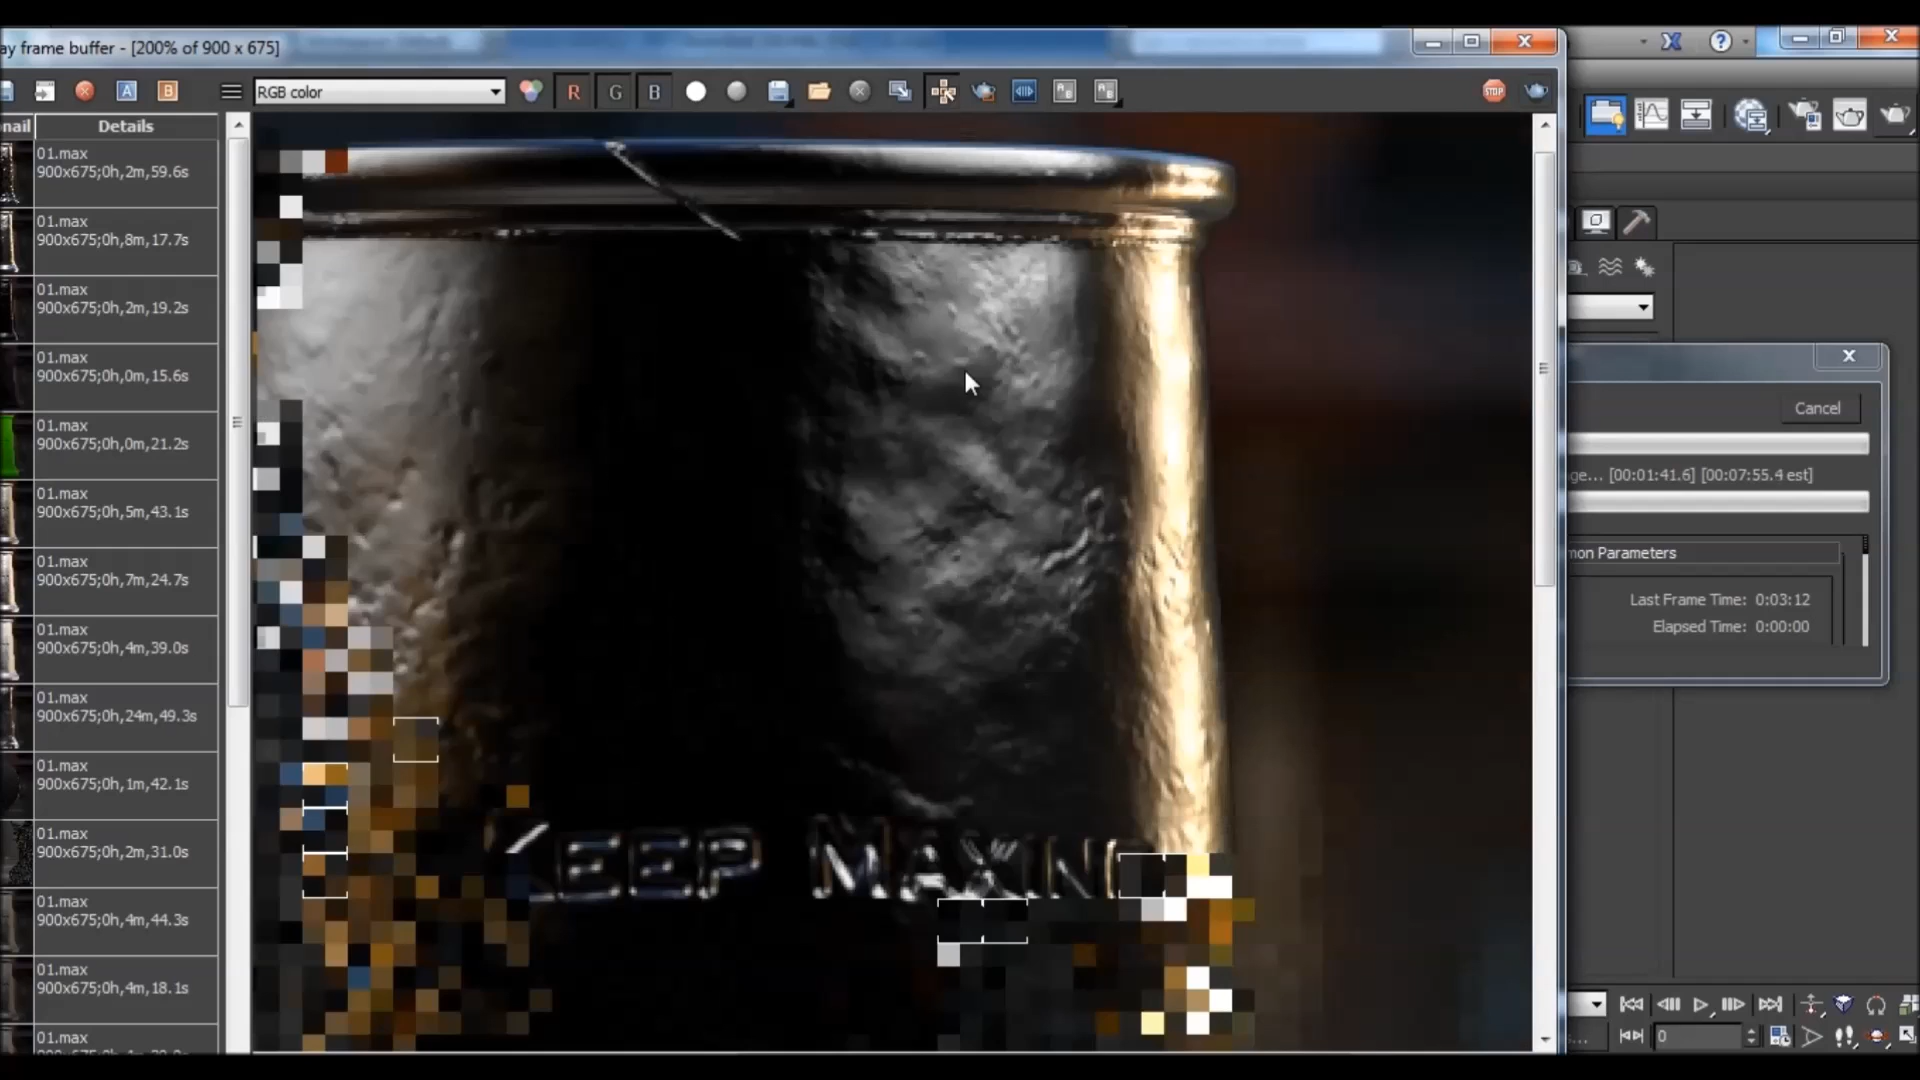 ay frame buffer - [200% of 900 x 675]
A
B
RGB color
R
G
B
STOP
nail
Details
01.max
900x675;0h,2m,59.6s
01.max
900x675;0h,8m,17.7s
01.max
900x675;0h,2m,19.2s
01.max
900x675;0h,0m,15.6s
01.max
900x675;0h,0m,21.2s
01.max
900x675;0h,5m,43.1s
01.max
900x675;0h,7m,24.7s
01.max
900x675;0h,4m,39.0s
01.max
900x675;0h,24m,49.3s
01.max
900x675;0h,1m,42.1s
01.max
900x675;0h,2m,31.0s
01.max
900x675;0h,4m,44.3s
01.max
900x675;0h,4m,18.1s
01.max
KEEP MAXING
Cancel
ge... [00:01:41.6] [00:07:55.4 est]
mon Parameters
Last Frame Time: 0:03:12
Elapsed Time: 0:00:00
0